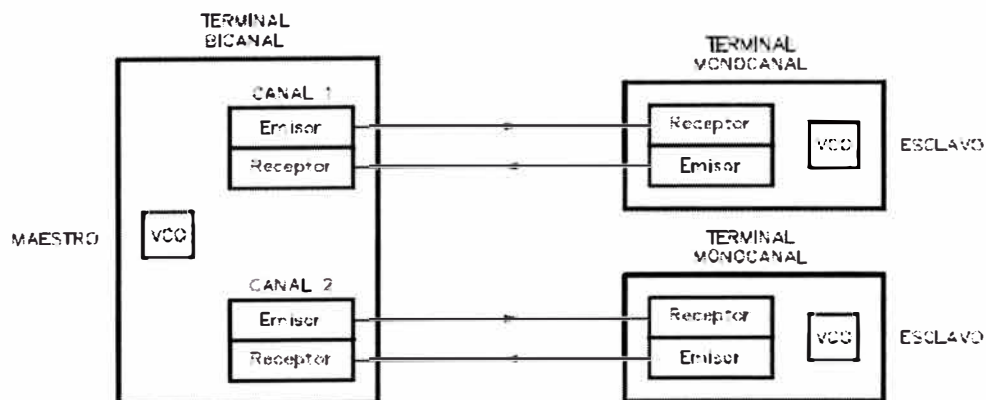 TERMINAL
BICANAL
CANAL 1
Emisor
Receptor
MAESTRO
VCO
CANAL 2
Emisor
Receptor
TERMINAL
MONOCANAL
Receptor
Emisor
VCO
ESCLAVO
TERMINAL
MONOCANAL
Receptor
Emisor
VCO
ESCLAVO